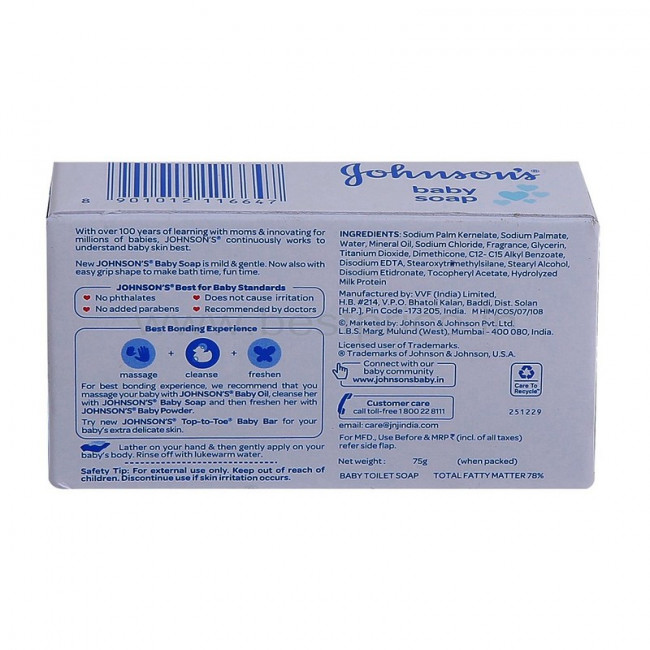 8 901012 116647
Johnson's®
baby
soap
With over 100 years of learning with moms & innovating for
millions of babies, JOHNSON'S® continuously works to
understand baby skin best.
New JOHNSON'S® Baby Soap is mild & gentle. Now also with
easy grip shape to make bath time, fun time.
JOHNSON'S® Best for Baby Standards
No phthalates
Does not cause irritation
No added parabens
Recommended by doctors
Best Bonding Experience
+ +
massage cleanse freshen
For best bonding experience, we recommend that you
massage your baby with JOHNSON'S® Baby Oil, cleanse her
with JOHNSON'S® Baby Soap and then freshen her with
JOHNSON'S® Baby Powder.
Try new JOHNSON'S® Top-to-Toe® Baby Bar for your
baby's extra delicate skin.
Lather on your hand & then gently apply on your
baby's body. Rinse off with lukewarm water.
Safety Tip: For external use only. Keep out of reach of
children. Discontinue use if skin irritation occurs.
INGREDIENTS: Sodium Palm Kernelate, Sodium Palmate,
Water, Mineral Oil, Sodium Chloride, Fragrance, Glycerin,
Titanium Dioxide, Dimethicone, C12- C15 Alkyl Benzoate,
Disodium EDTA, Stearoxytrimethylsilane, Stearyl Alcohol,
Disodium Etidronate, Tocopheryl Acetate, Hydrolyzed
Milk Protein
Manufactured by: VVF (India) Limited,
H.B. #214, V.P.O. Bhatoli Kalan, Baddi, Dist. Solan
[H.P.], Pin Code -173 205, India. M HIM/COS/07/108
©, Marketed by: Johnson & Johnson Pvt. Ltd.,
L.B.S. Marg, Mulund (West), Mumbai - 400 080, India.
Licensed user of Trademarks.
® Trademarks of Johnson & Johnson, U.S.A.
Connect with our
baby community
www.johnsonsbaby.in
Customer care
call toll-free 1 800 22 8111
email: care@jnjindia.com
Care To
Recycle®
251229
For MFD., Use Before & MRP ₹ (incl. of all taxes)
refer side flap.
Net weight : 75g (when packed)
BABY TOILET SOAP TOTAL FATTY MATTER 78%